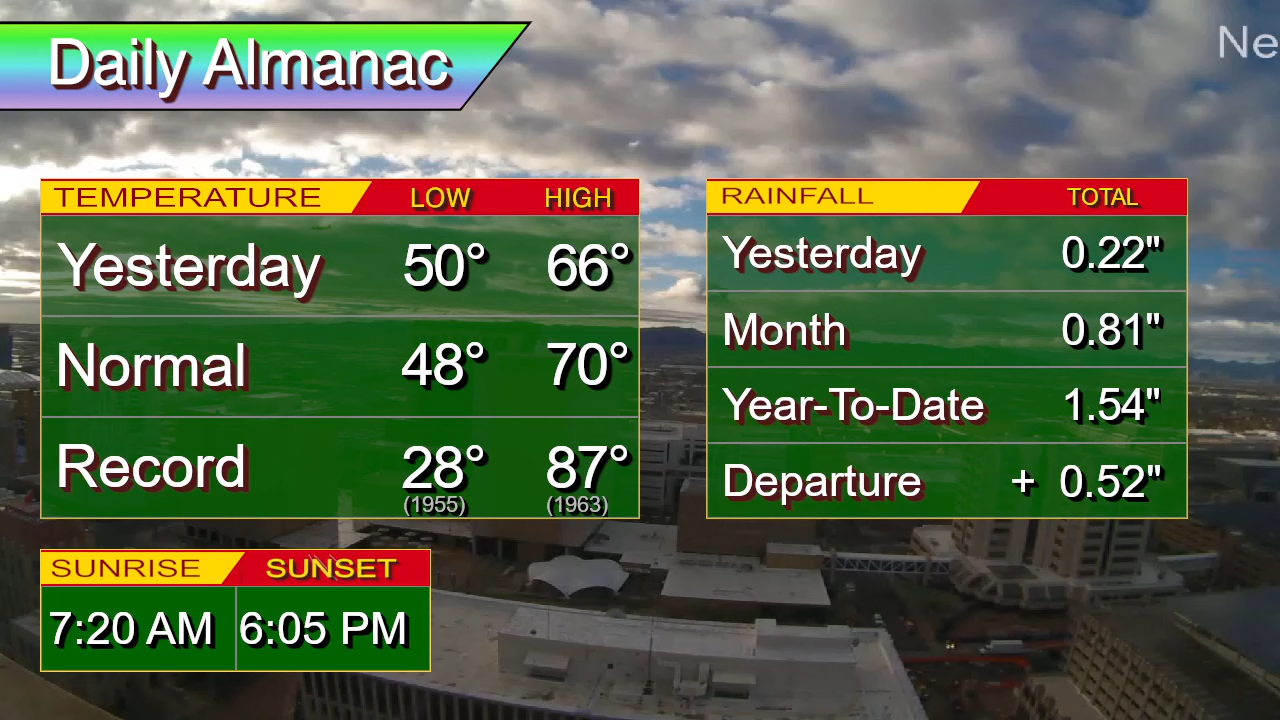 Daily Almanac
Ne
TEMPERATURE LOW HIGH
Yesterday 50° 66°
Normal 48° 70°
Record 28° 87°
(1955) (1963)
RAINFALL TOTAL
Yesterday 0.22"
Month 0.81"
Year-To-Date 1.54"
Departure + 0.52"
SUNRISE SUNSET
7:20 AM 6:05 PM